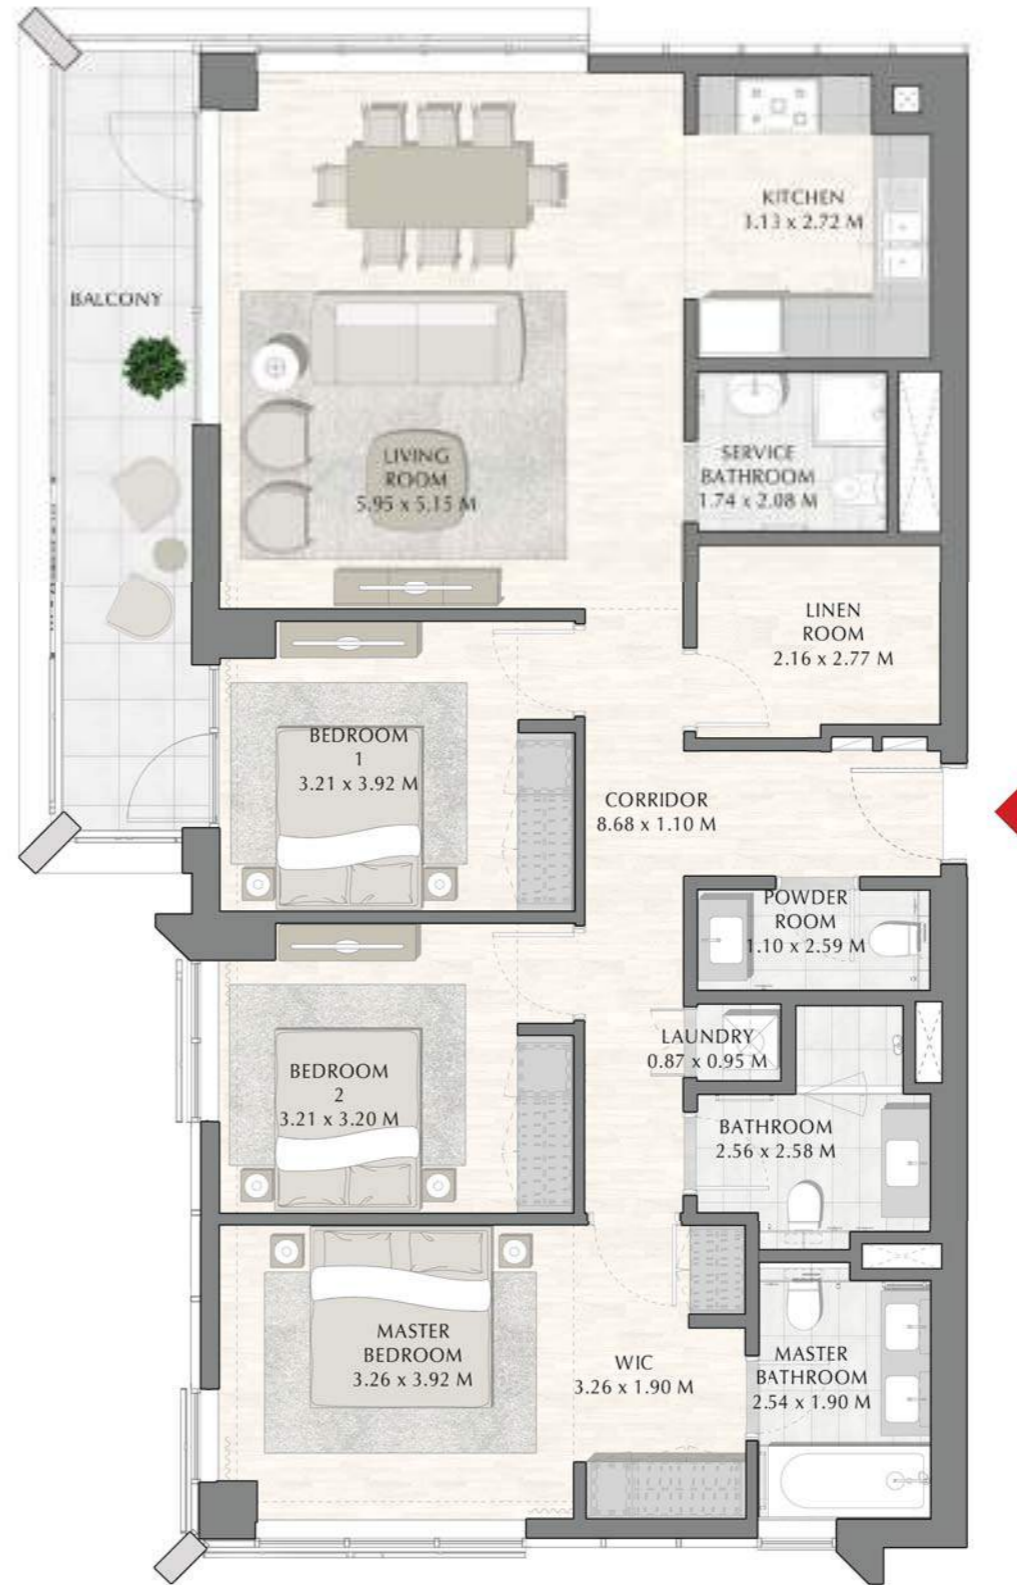 KITCHEN
3.13 x 2.72 M
BALCONY
LIVING
ROOM
5.95 x 5.15 M
SERVICE
BATHROOM
1.74 x 2.08 M
LINEN
ROOM
2.16 x 2.77 M
BEDROOM
1
3.21 x 3.92 M
CORRIDOR
8.68 x 1.10 M
POWDER
ROOM
1.10 x 2.59 M
LAUNDRY
0.87 x 0.95 M
BEDROOM
2
3.21 x 3.20 M
BATHROOM
2.56 x 2.58 M
MASTER
BEDROOM
3.26 x 3.92 M
WIC
3.26 x 1.90 M
MASTER
BATHROOM
2.54 x 1.90 M